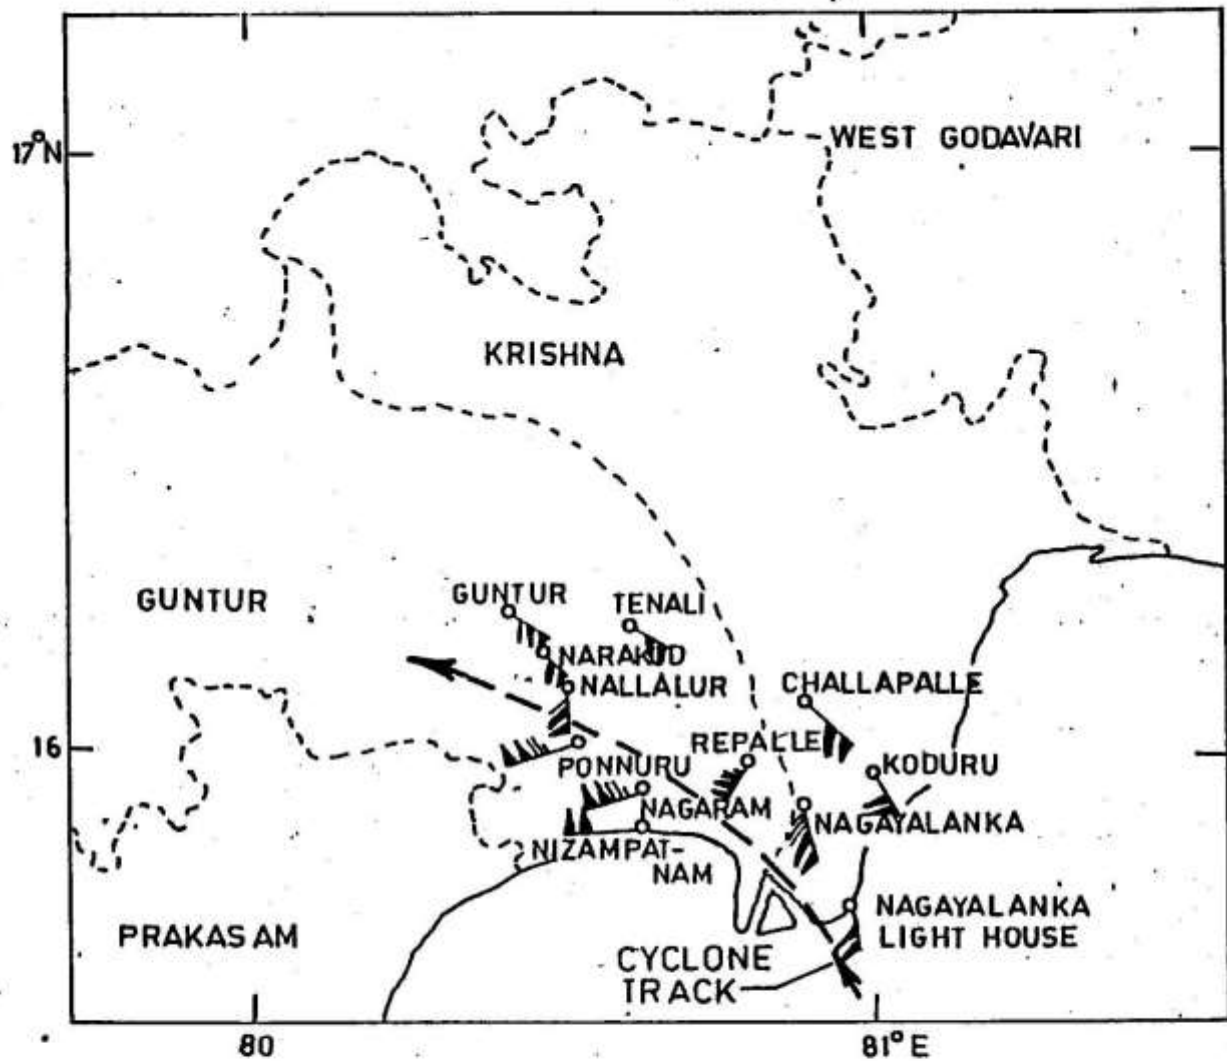 17°N
WEST GODAVARI
KRISHNA
GUNTUR
GUNTUR
TENALI
NARAKUD
NALLALUR
CHALLAPALLE
16
REPALLE
PONNURU
KODURU
NAGARAM
NAGAYALANKA
NIZAMPAT-
NAM
PRAKASAM
NAGAYALANKA
LIGHT HOUSE
CYCLONE
TRACK
80
81°E